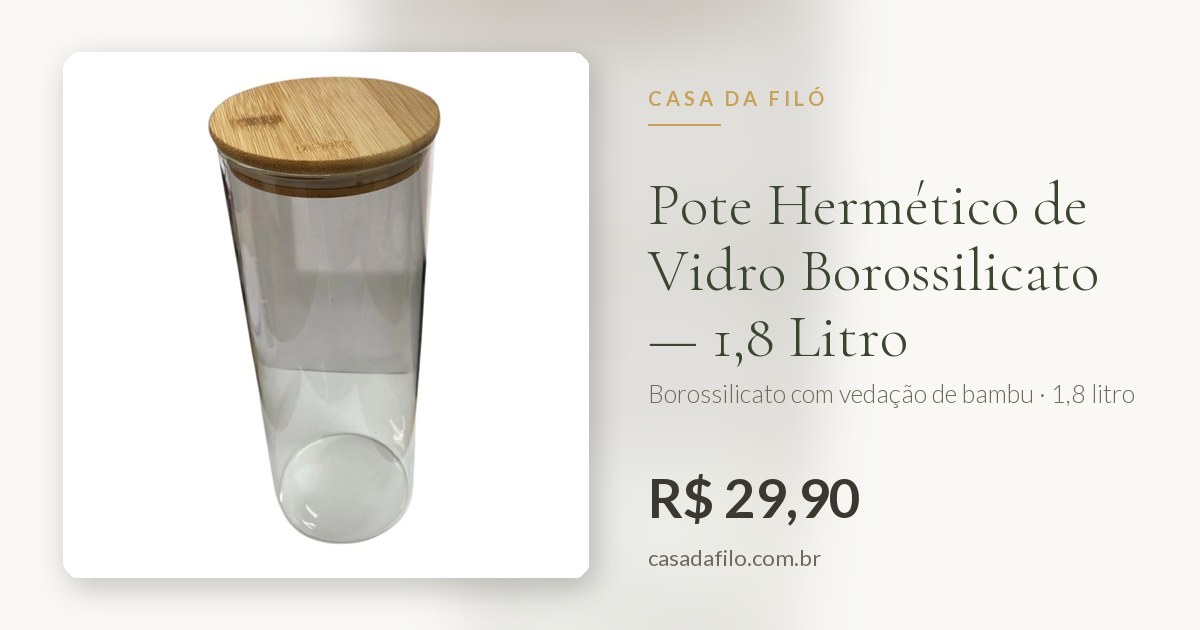 CASA DA FILÓ
Pote Hermético de
Vidro Borossilicato
— 1,8 Litro
Borossilicato com vedação de bambu · 1,8 litro
R$ 29,90
casadafilo.com.br